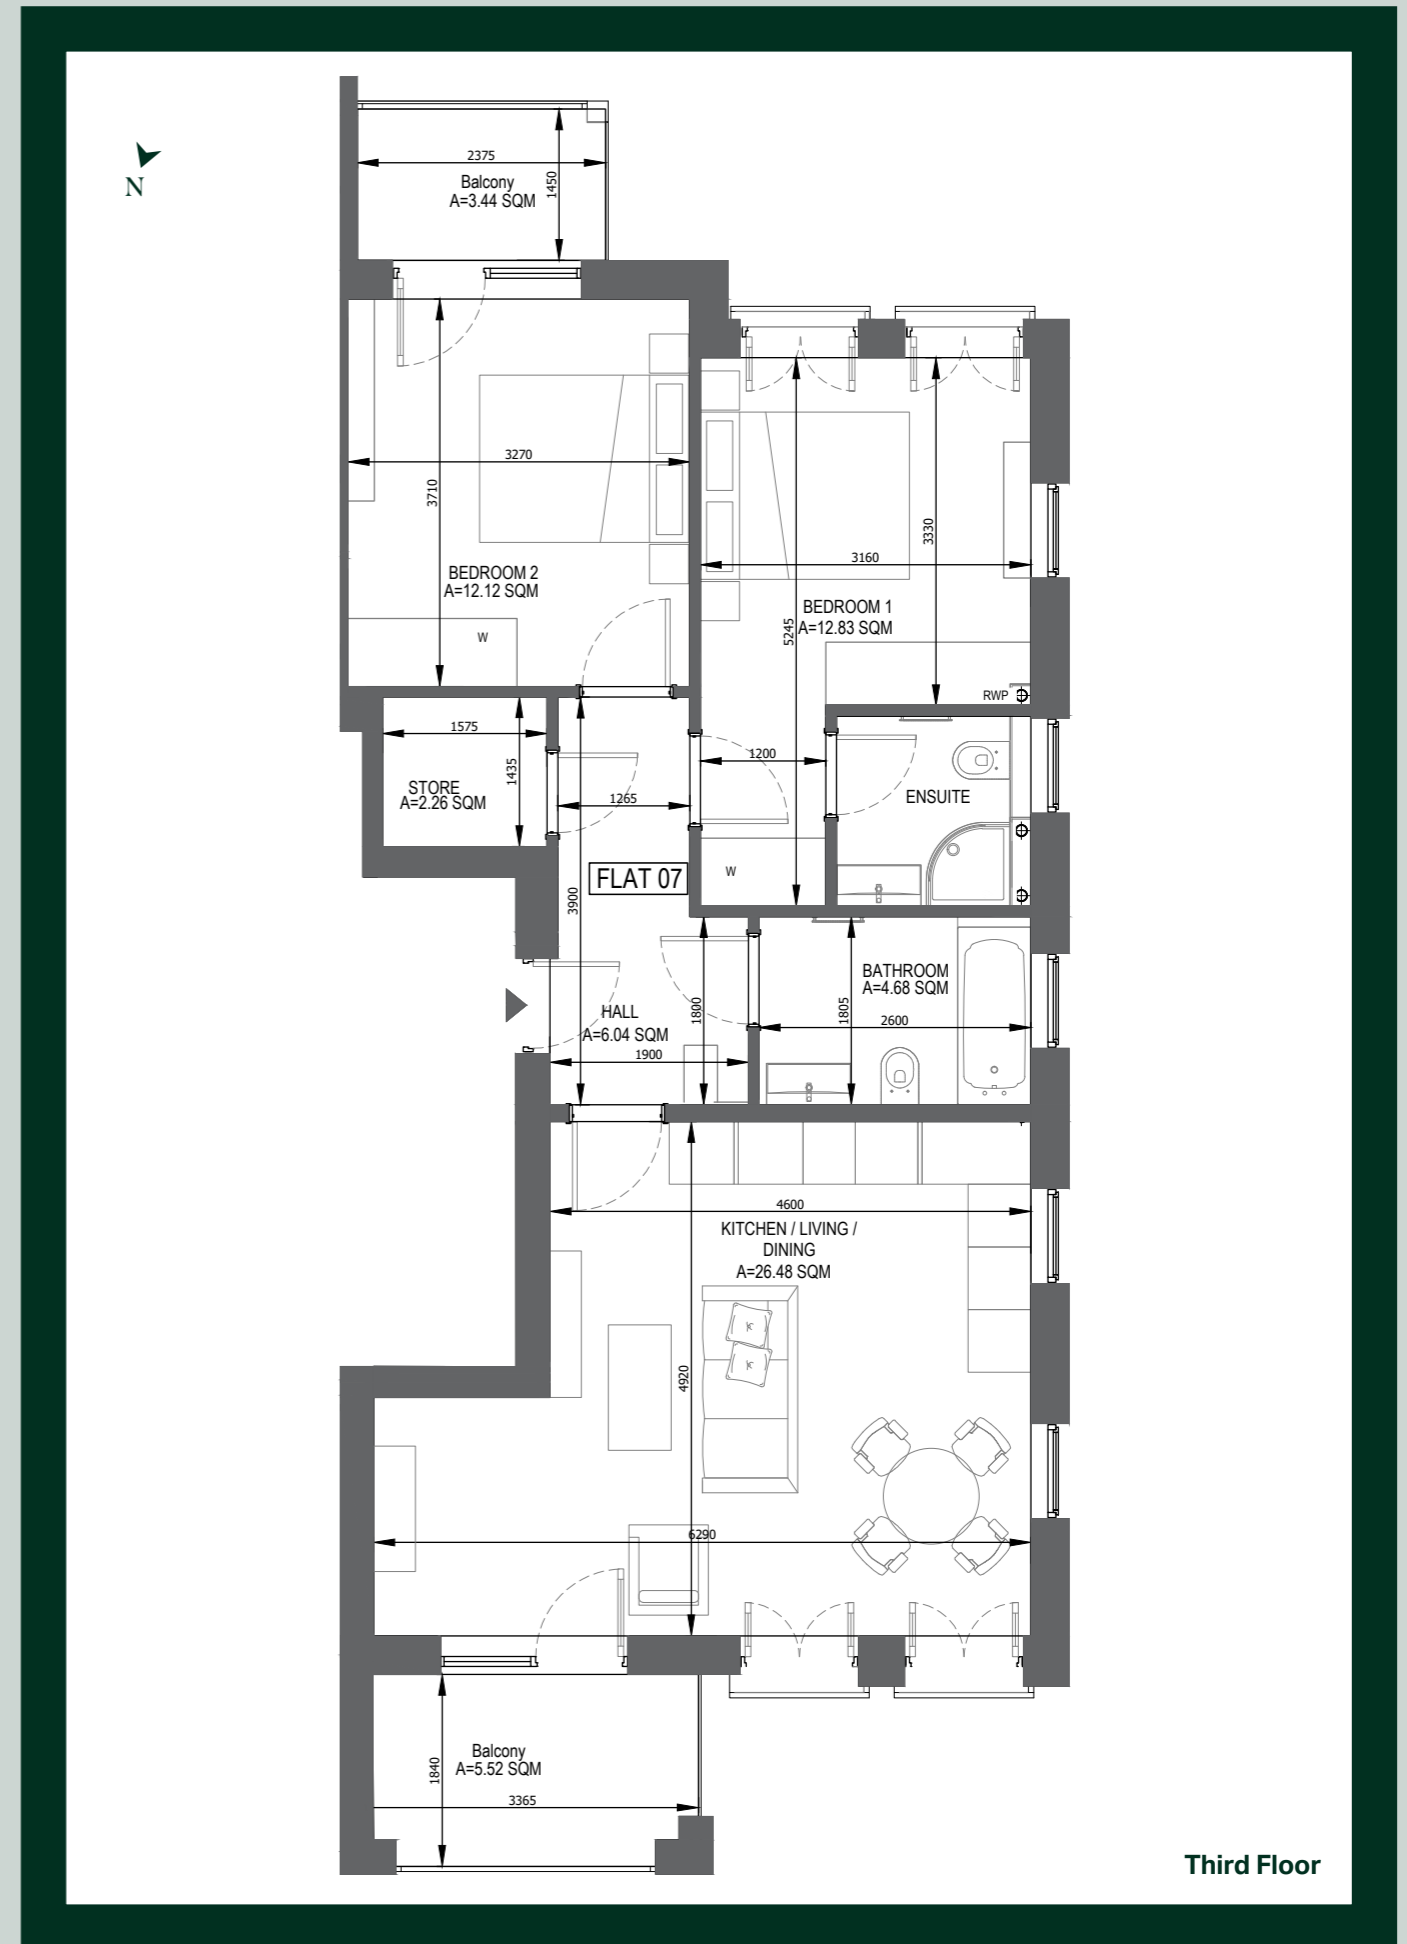 N
2375
Balcony
A=3.44 SQM
1450
3270
3710
BEDROOM 2
A=12.12 SQM
W
3330
3160
BEDROOM 1
A=12.83 SQM
5245
RWP
1575
1435
STORE
A=2.26 SQM
1265
1200
ENSUITE
W
FLAT 07
3900
BATHROOM
A=4.68 SQM
1800
1805
2600
HALL
A=6.04 SQM
1900
4600
KITCHEN / LIVING /
DINING
A=26.48 SQM
4920
6290
Balcony
A=5.52 SQM
1840
3365
Third Floor